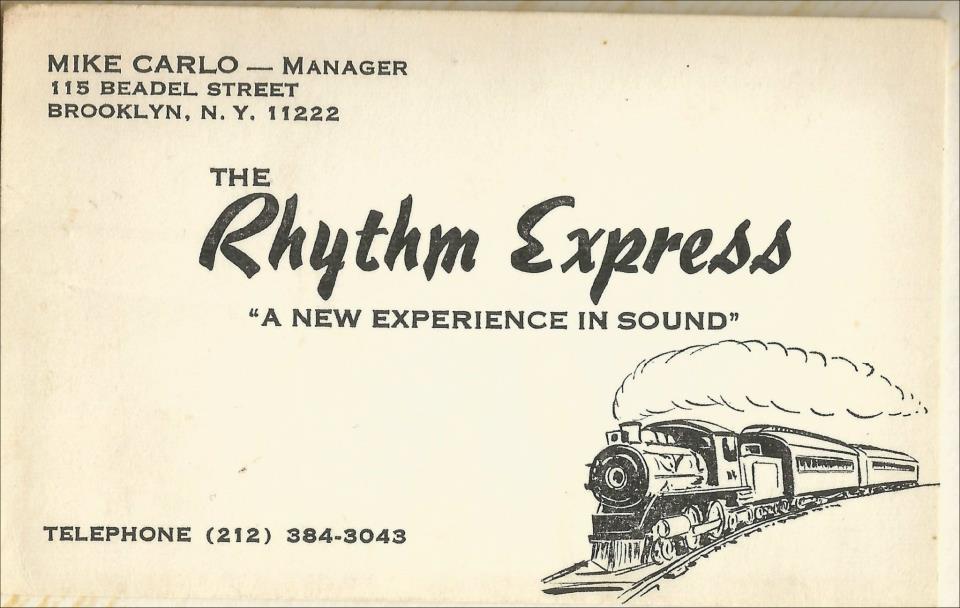 MIKE CARLO — MANAGER
115 BEADEL STREET
BROOKLYN, N. Y. 11222
THE
Rhythm Express
“A NEW EXPERIENCE IN SOUND”
TELEPHONE (212) 384-3043